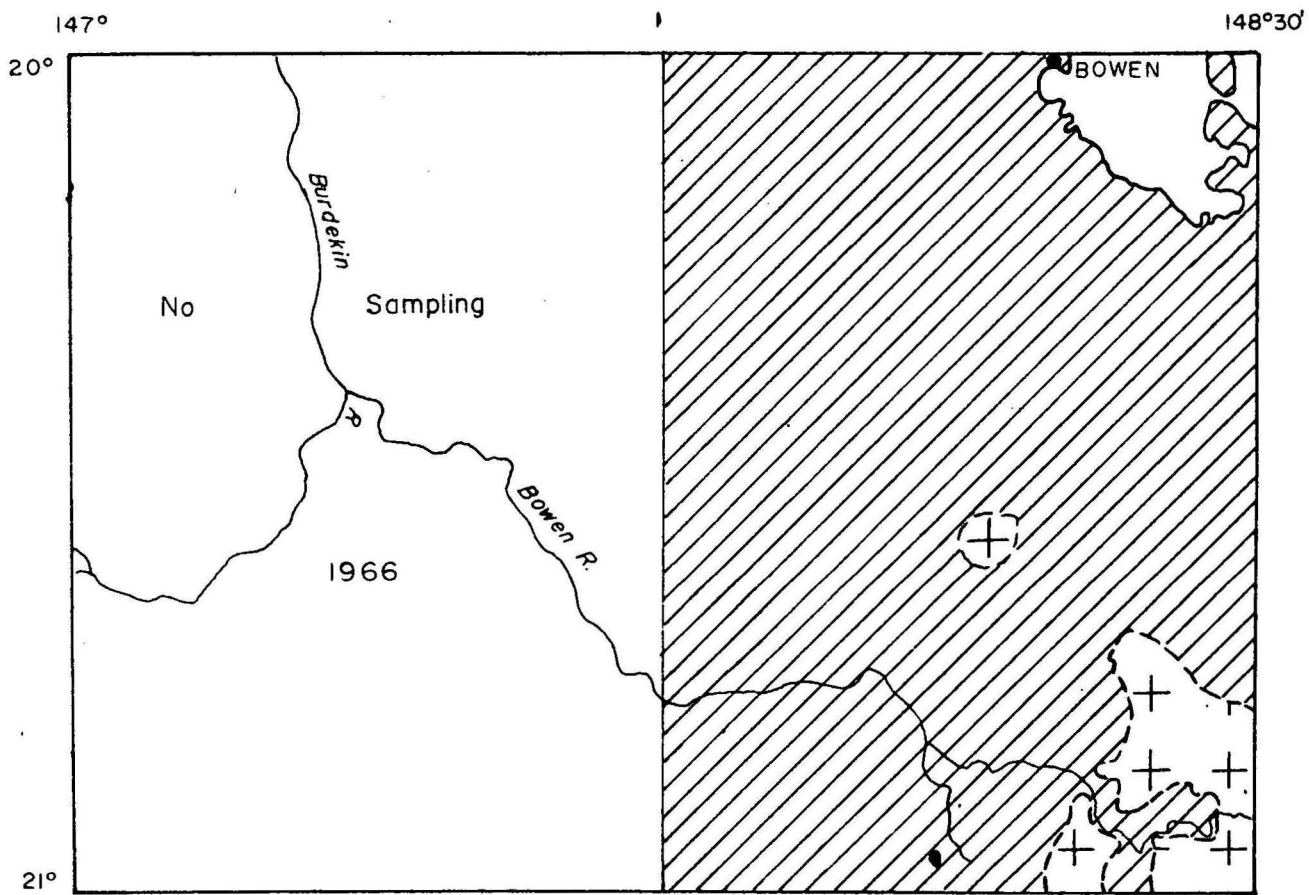 147°
148°30'
20°
BOWEN
Burdekin
No
Sampling
R
Bowen R.
1966
21°